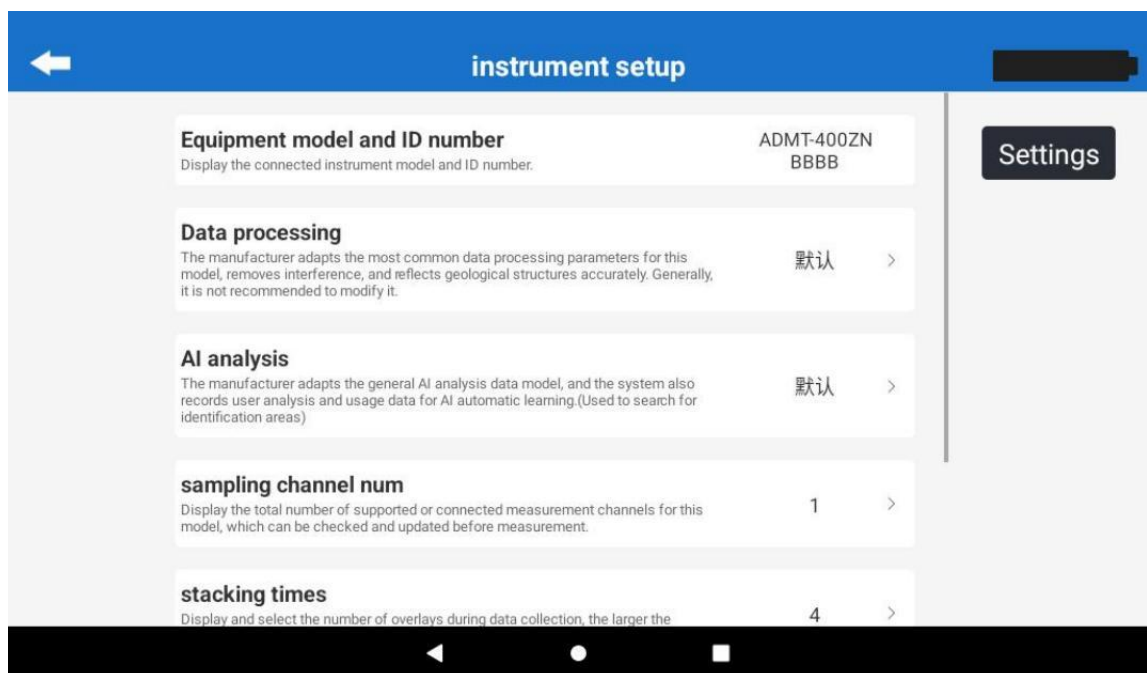 instrument setup
Equipment model and ID number
Display the connected instrument model and ID number.
ADMT-400ZN
BBBB
Settings
Data processing
The manufacturer adapts the most common data processing parameters for this
model, removes interference, and reflects geological structures accurately. Generally,
it is not recommended to modify it.
默认
AI analysis
The manufacturer adapts the general AI analysis data model, and the system also
records user analysis and usage data for AI automatic learning.(Used to search for
identification areas)
默认
sampling channel num
Display the total number of supported or connected measurement channels for this
model, which can be checked and updated before measurement.
1
stacking times
Display and select the number of overlays during data collection, the larger the
4